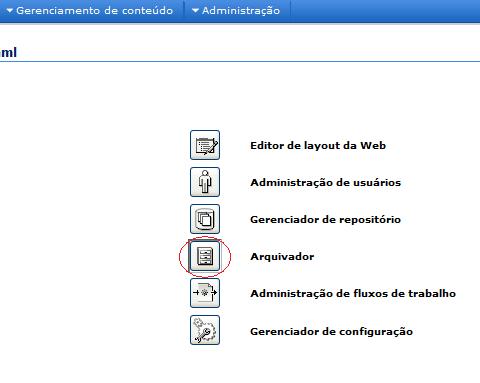 Gerenciamento de conteúdo Administração
ml
Editor de layout da Web
Administração de usuários
Gerenciador de repositório
Arquivador
Administração de fluxos de trabalho
Gerenciador de configuração